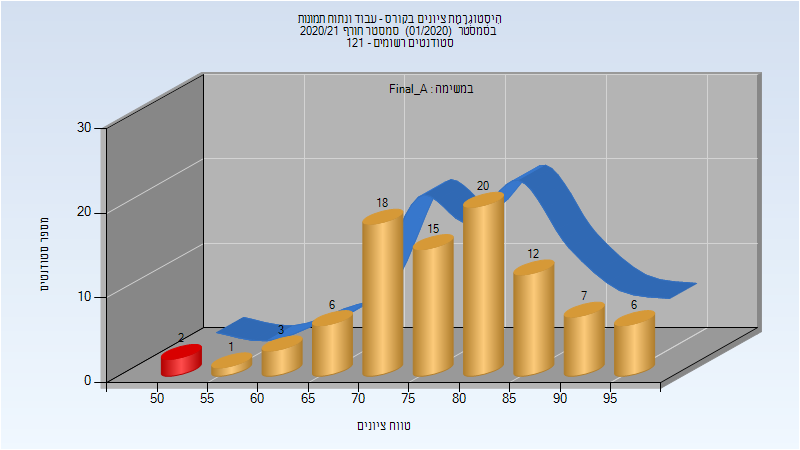 היסטוגרמת ציונים בקורס - עבוד ונתוח תמונות
בסמסטר (01/2020) סמסטר חורף 2020/21
סטודנטים רשומים - 121
במשימה : Final_A
30
20
10
0
מספר סטודנטים
2
1
3
6
18
15
20
12
7
6
50 55 60 65 70 75 80 85 90 95
טווח ציונים